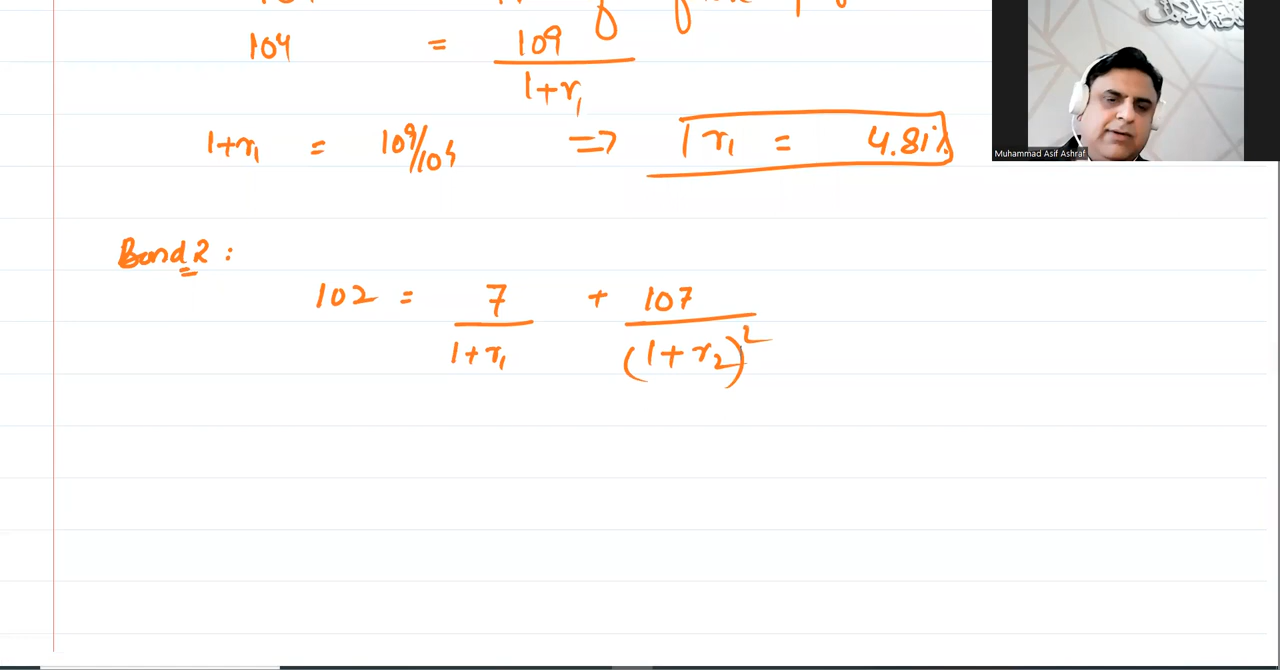 104 = 109
1+r₁
1+r₁ = 109/104 => r₁ = 4.81%
Muhammad Asif Ashraf
Bond 2 :
102 = 7 + 107
1+r₁ (1+r₂)²